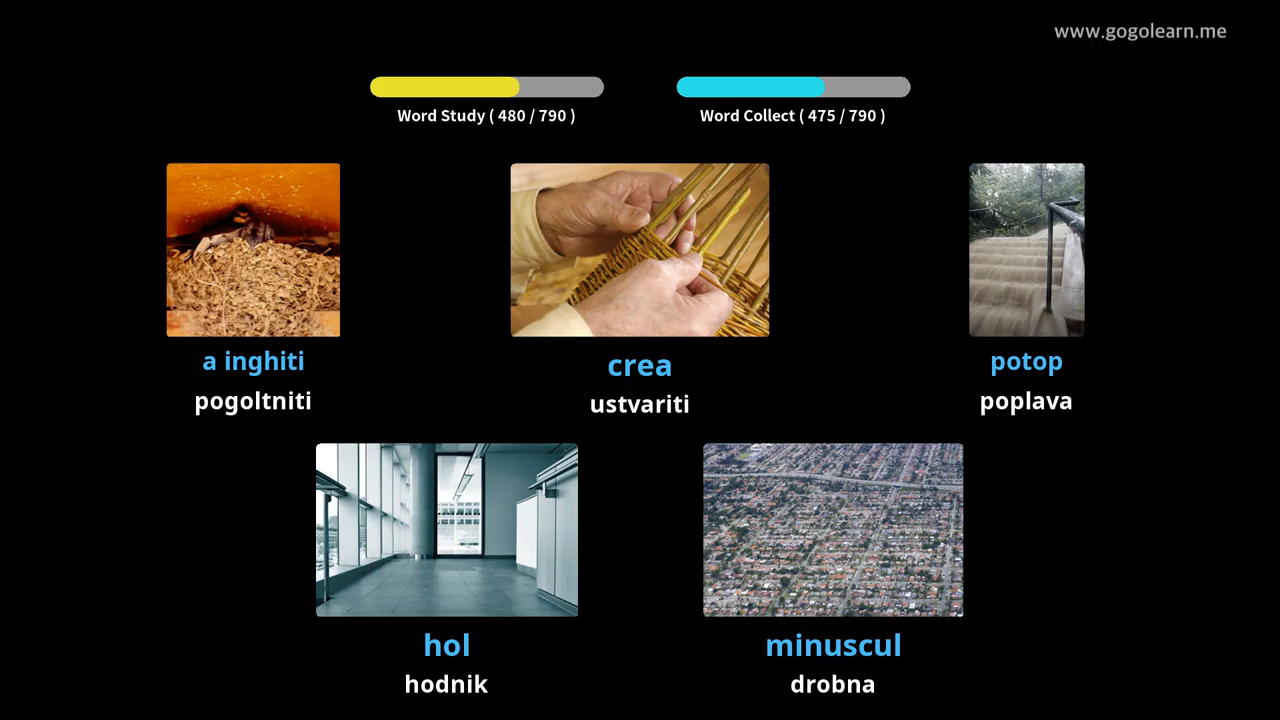 www.gogolearn.me
Word Study ( 480 / 790 )
Word Collect ( 475 / 790 )
a inghiti
pogoltniti
crea
ustvariti
potop
poplava
hol
hodnik
minuscul
drobna